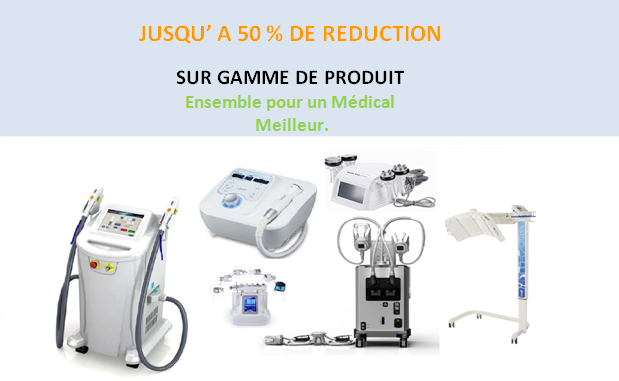 JUSQU’ A 50 % DE REDUCTION
SUR GAMME DE PRODUIT
Ensemble pour un Médical
Meilleur.